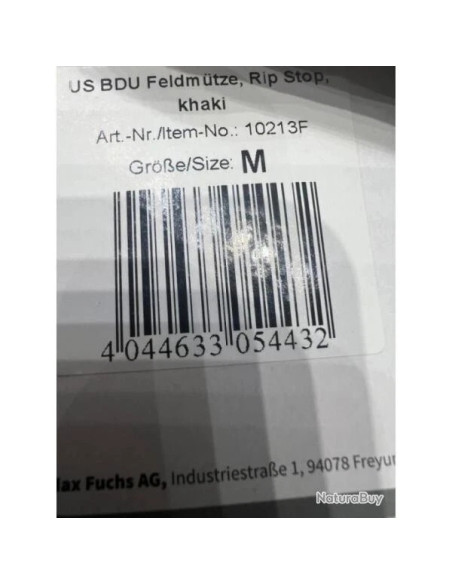 US BDU Feldmütze, Rip Stop,
khaki
Art.-Nr./Item-No.: 10213F
Größe/Size: M
4 044633 054432
ax Fuchs AG, Industriestraße 1, 94078 Freyun
NaturaBuy